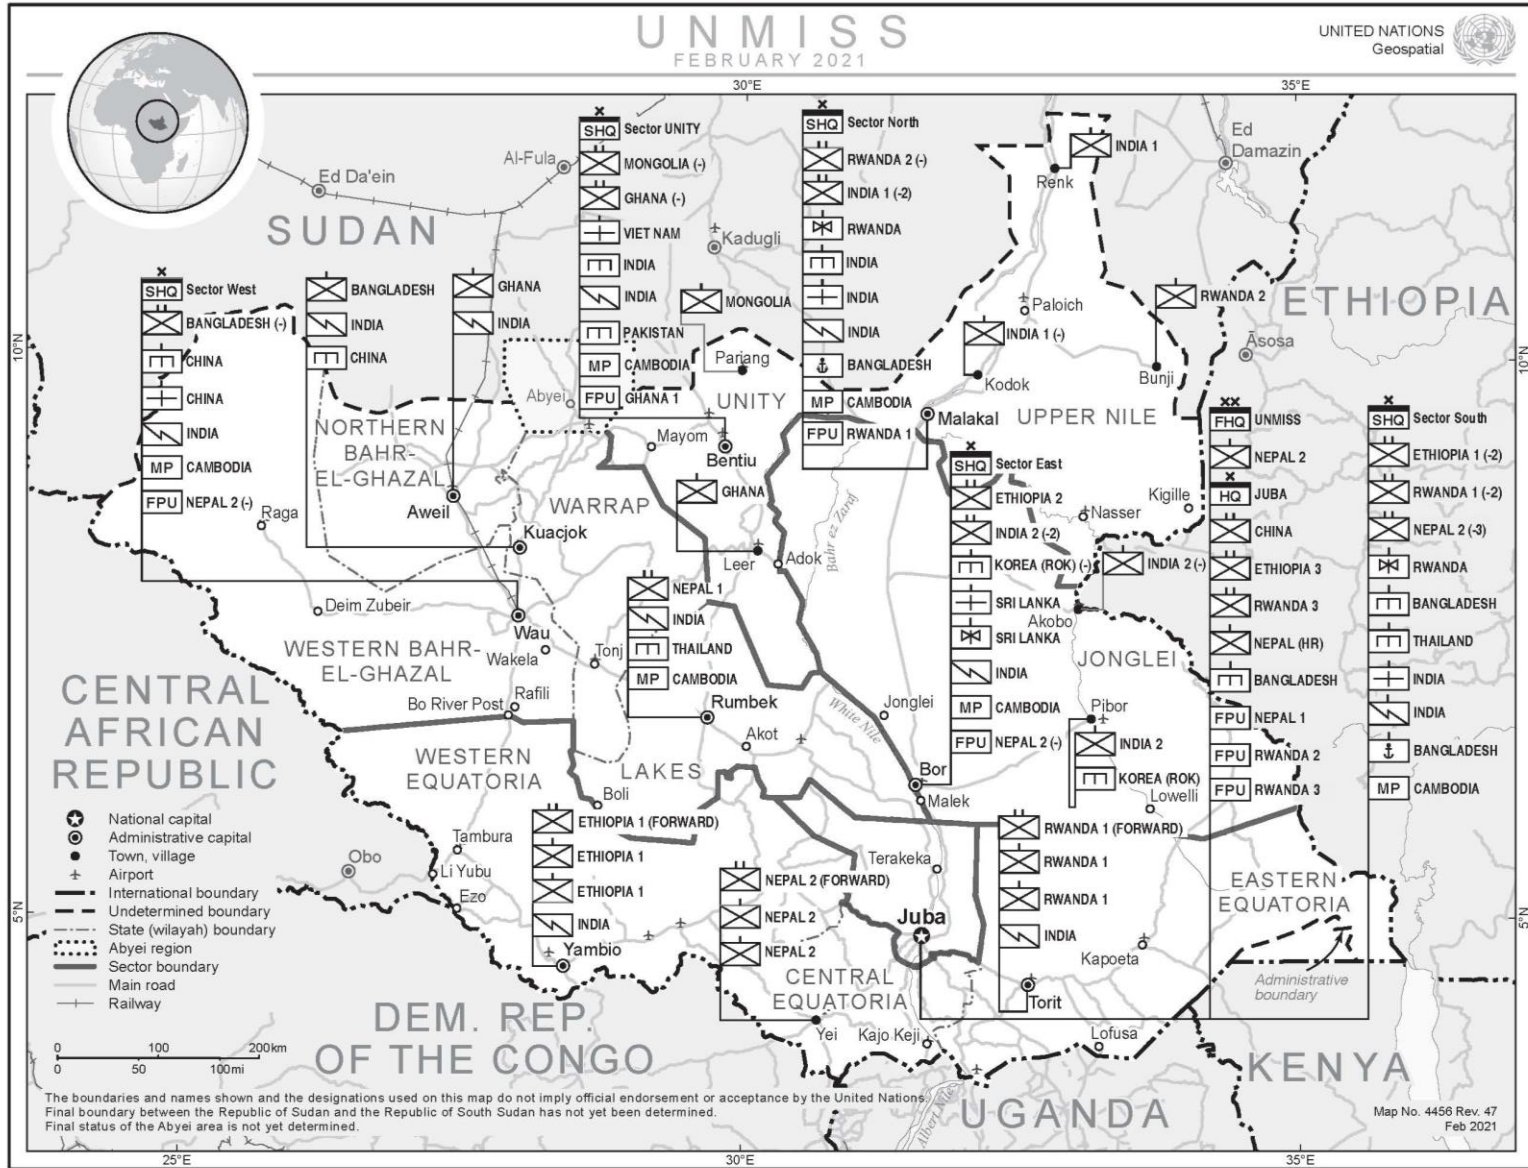 UNMISS
FEBRUARY 2021
UNITED NATIONS
Geospatial
30°E
35°E
Ed Da'ein
Al-Fula
SUDAN
Kadugli
Renk
Ed
Damazin
ETHIOPIA
Āsosa
10°N
10°N
SHQ Sector UNITY
MONGOLIA (-)
GHANA (-)
VIET NAM
INDIA
INDIA
PAKISTAN
MP CAMBODIA
FPU GHANA 1
SHQ Sector North
RWANDA 2 (-)
INDIA 1 (-2)
RWANDA
INDIA
INDIA
INDIA
BANGLADESH
MP CAMBODIA
FPU RWANDA 1
INDIA 1
SHQ Sector West
BANGLADESH (-)
CHINA
CHINA
INDIA
MP CAMBODIA
FPU NEPAL 2 (-)
BANGLADESH
INDIA
CHINA
GHANA
INDIA
MONGOLIA
Pariang
Paloich
INDIA 1 (-)
Kodok
RWANDA 2
Bunji
Abyei
UNITY
Mayom
Bentiu
Malakal
UPPER NILE
NORTHERN
BAHR-
EL-GHAZAL
Aweil
WARRAP
Kuacjok
Raga
GHANA
Leer
Adok
Bahr ez Zaraf
Nasser
Kigille
SHQ Sector East
ETHIOPIA 2
INDIA 2 (-2)
KOREA (ROK) (-)
SRI LANKA
SRI LANKA
INDIA
MP CAMBODIA
FPU NEPAL 2 (-)
INDIA 2 (-)
Akobo
FHQ UNMISS
NEPAL 2
HQ JUBA
CHINA
ETHIOPIA 3
RWANDA 3
NEPAL (HR)
BANGLADESH
FPU NEPAL 1
FPU RWANDA 2
FPU RWANDA 3
SHQ Sector South
ETHIOPIA 1 (-2)
RWANDA 1 (-2)
NEPAL 2 (-3)
RWANDA
BANGLADESH
THAILAND
INDIA
INDIA
BANGLADESH
MP CAMBODIA
Deim Zubeir
Wau
WESTERN BAHR-
EL-GHAZAL
Wakela
Tonj
NEPAL 1
INDIA
THAILAND
MP CAMBODIA
Rumbek
JONGLEI
Jonglei
White Nile
Pibor
INDIA 2
KOREA (ROK)
Lowelli
CENTRAL
AFRICAN
REPUBLIC
Rafili
Bo River Post
WESTERN
EQUATORIA
LAKES
Akot
Bor
Malek
Boli
ETHIOPIA 1 (FORWARD)
ETHIOPIA 1
ETHIOPIA 1
INDIA
Yambio
Tambura
Obo
Li Yubu
Ezo
NEPAL 2 (FORWARD)
NEPAL 2
NEPAL 2
Yei
Terakeka
Juba
RWANDA 1 (FORWARD)
RWANDA 1
RWANDA 1
INDIA
Torit
EASTERN
EQUATORIA
5°N
5°N
Kapoeta
Administrative
boundary
CENTRAL
EQUATORIA
Kajo Keji
Lofusa
DEM. REP.
OF THE CONGO
KENYA
UGANDA
Albert Nile
National capital
Administrative capital
Town, village
Airport
International boundary
Undetermined boundary
State (wilayah) boundary
Abyei region
Sector boundary
Main road
Railway
0 100 200km
0 50 100mi
The boundaries and names shown and the designations used on this map do not imply official endorsement or acceptance by the United Nations.
Final boundary between the Republic of Sudan and the Republic of South Sudan has not yet been determined.
Final status of the Abyei area is not yet determined.
Map No. 4456 Rev. 47
Feb 2021
25°E
30°E
35°E